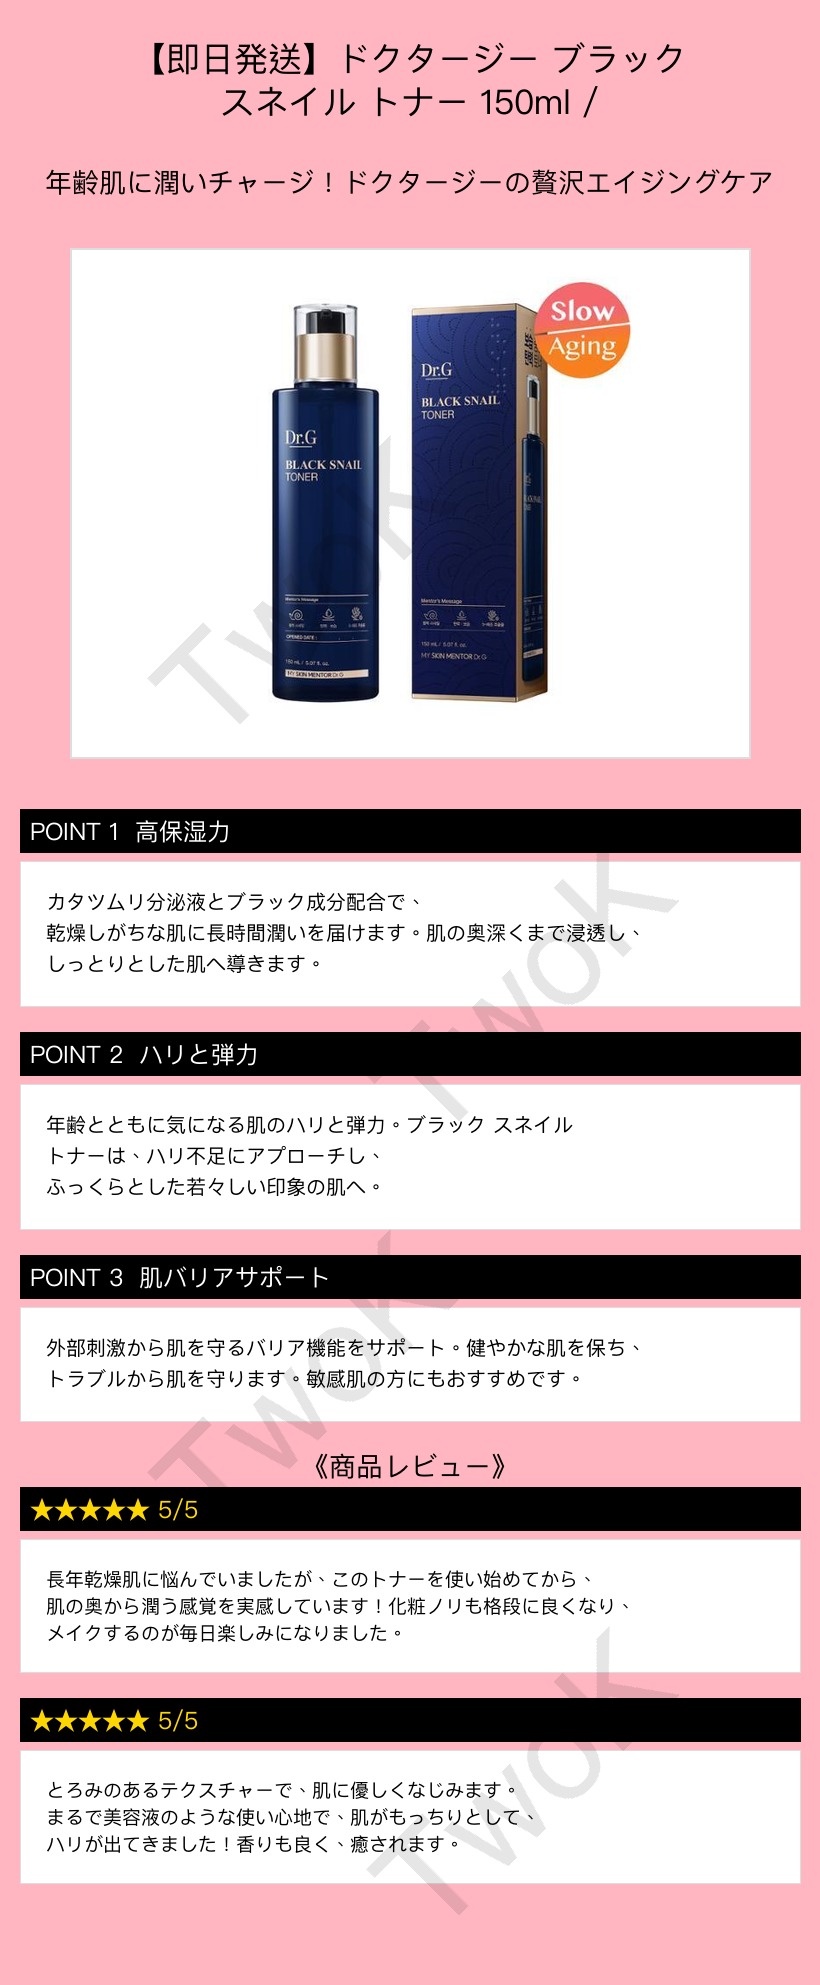 【即日発送】ドクタージー ブラック
スネイル トナー 150ml /
年齢肌に潤いチャージ！ドクタージーの贅沢エイジングケア
Slow
Aging
Dr.G
BLACK SNAIL
TONER
Mentor's Message
OPENED DATE :
150 mL / 5.07 fl. oz.
MY SKIN MENTOR Dr.G
Dr.G
BLACK SNAIL
TONER
Mentor's Message
150 mL / 5.07 fl. oz.
MY SKIN MENTOR Dr.G
TwoK
POINT 1 高保湿力
カタツムリ分泌液とブラック成分配合で、
乾燥しがちな肌に長時間潤いを届けます。肌の奥深くまで浸透し、
しっとりとした肌へ導きます。
TwoK
POINT 2 ハリと弾力
年齢とともに気になる肌のハリと弾力。ブラック スネイル
トナーは、ハリ不足にアプローチし、
ふっくらとした若々しい印象の肌へ。
POINT 3 肌バリアサポート
外部刺激から肌を守るバリア機能をサポート。健やかな肌を保ち、
トラブルから肌を守ります。敏感肌の方にもおすすめです。
TwoK
《商品レビュー》
★★★★★ 5/5
長年乾燥肌に悩んでいましたが、このトナーを使い始めてから、
肌の奥から潤う感覚を実感しています！化粧ノリも格段に良くなり、
メイクするのが毎日楽しみになりました。
★★★★★ 5/5
とろみのあるテクスチャーで、肌に優しくなじみます。
まるで美容液のような使い心地で、肌がもっちりとして、
ハリが出てきました！香りも良く、癒されます。
TwoK